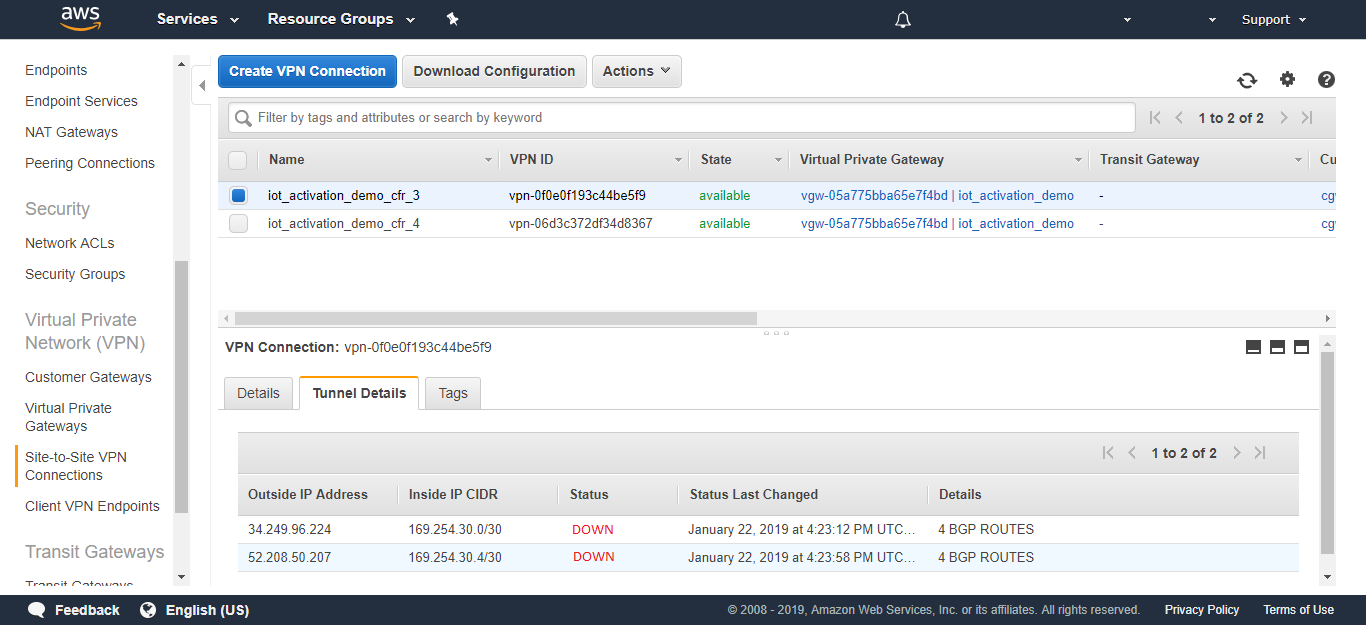 aws Services Resource Groups Support
Endpoints
Endpoint Services
NAT Gateways
Peering Connections
Security
Network ACLs
Security Groups
Virtual Private
Network (VPN)
Customer Gateways
Virtual Private
Gateways
Site-to-Site VPN
Connections
Client VPN Endpoints
Transit Gateways
Transit Gateways
Create VPN Connection Download Configuration Actions
Filter by tags and attributes or search by keyword 1 to 2 of 2
Name VPN ID State Virtual Private Gateway Transit Gateway Cu
iot_activation_demo_cfr_3 vpn-0f0e0f193c44be5f9 available vgw-05a775bba65e7f4bd | iot_activation_demo - cg
iot_activation_demo_cfr_4 vpn-06d3c372df34d8367 available vgw-05a775bba65e7f4bd | iot_activation_demo - cg
VPN Connection: vpn-0f0e0f193c44be5f9
Details Tunnel Details Tags
1 to 2 of 2
Outside IP Address Inside IP CIDR Status Status Last Changed Details
34.249.96.224 169.254.30.0/30 DOWN January 22, 2019 at 4:23:12 PM UTC... 4 BGP ROUTES
52.208.50.207 169.254.30.4/30 DOWN January 22, 2019 at 4:23:58 PM UTC... 4 BGP ROUTES
Feedback English (US) © 2008 - 2019, Amazon Web Services, Inc. or its affiliates. All rights reserved. Privacy Policy Terms of Use